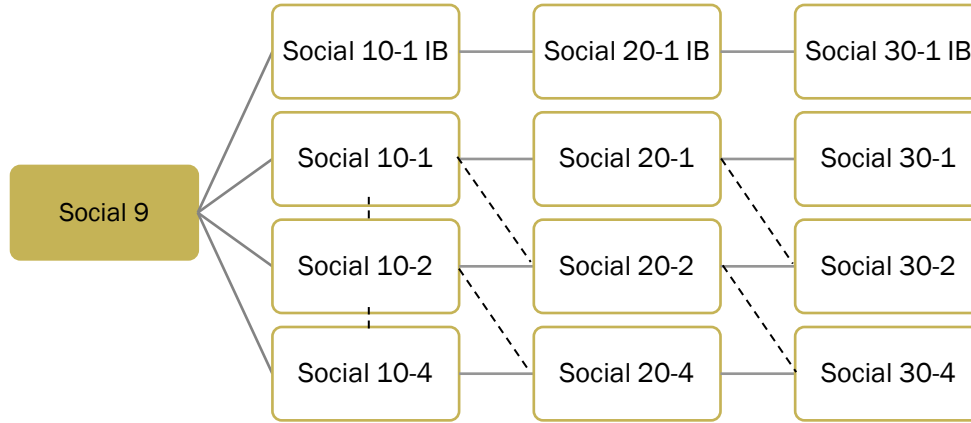 Social 10-1 IB
Social 20-1 IB
Social 30-1 IB
Social 10-1
Social 20-1
Social 30-1
Social 9
Social 10-2
Social 20-2
Social 30-2
Social 10-4
Social 20-4
Social 30-4